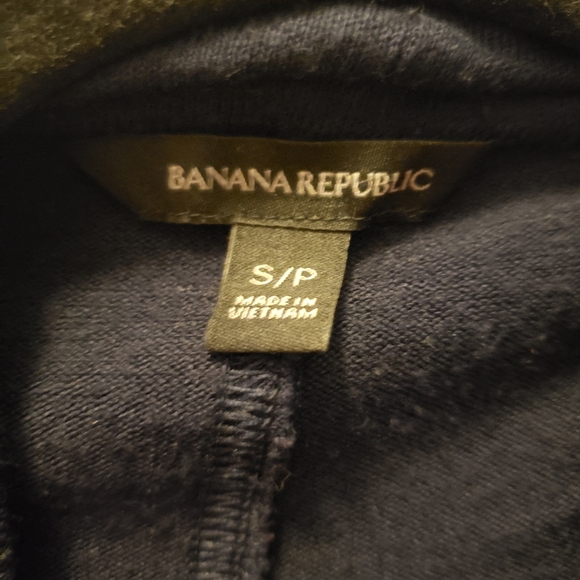 BANANA REPUBLIC
S/P
MADE IN
VIETNAM